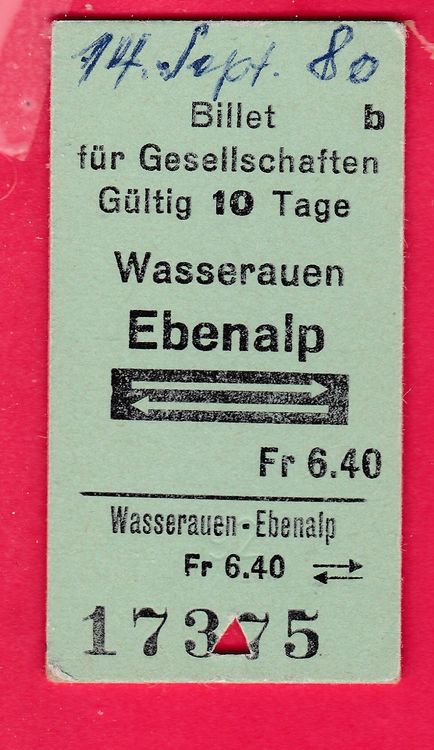 14. Sept. 80
Billet b
für Gesellschaften
Gültig 10 Tage
Wasserauen
Ebenalp
Fr 6.40
Wasserauen - Ebenalp
Fr 6.40
17375